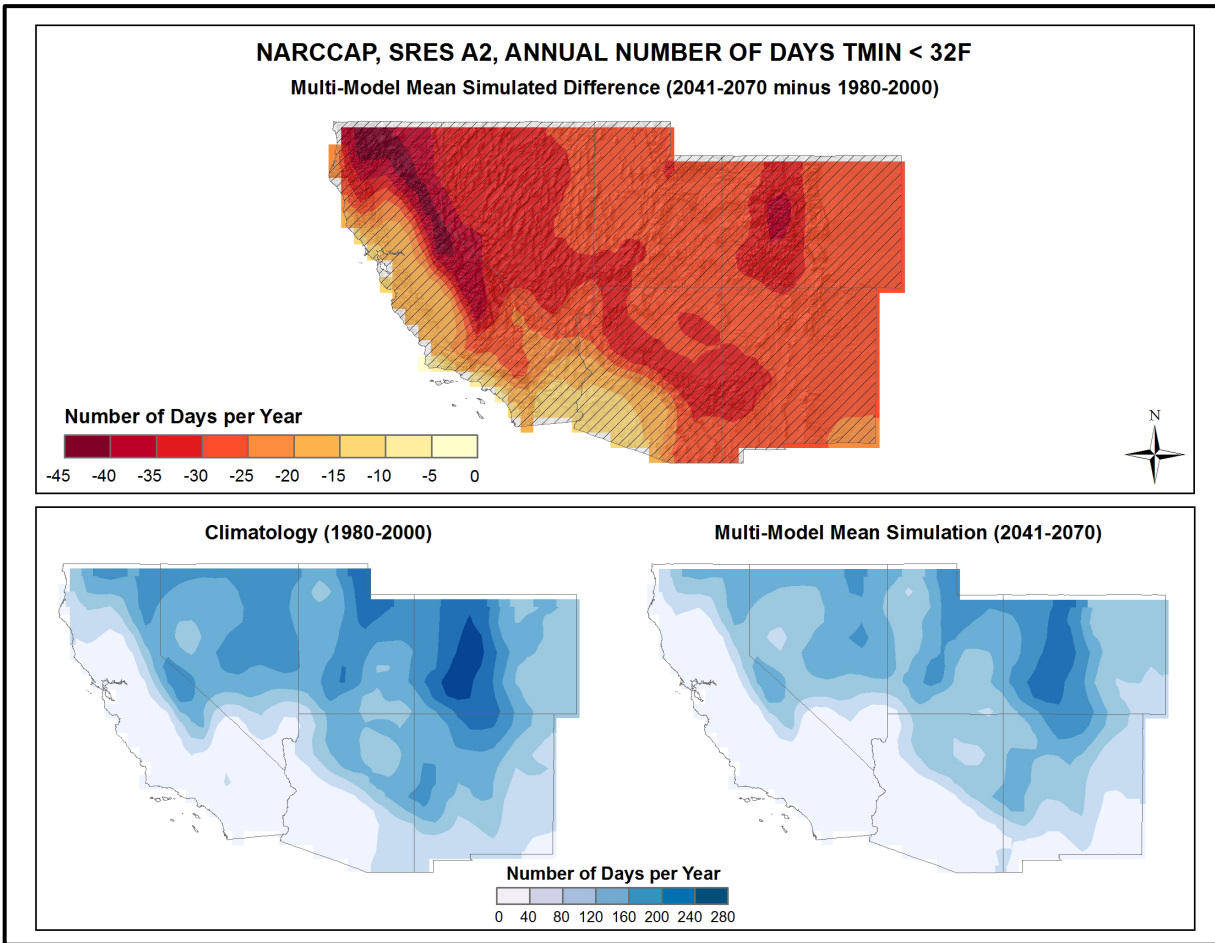 NARCCAP, SRES A2, ANNUAL NUMBER OF DAYS TMIN < 32F
Multi-Model Mean Simulated Difference (2041-2070 minus 1980-2000)
Number of Days per Year
-45 -40 -35 -30 -25 -20 -15 -10 -5 0
N
Climatology (1980-2000)
Multi-Model Mean Simulation (2041-2070)
Number of Days per Year
0 40 80 120 160 200 240 280